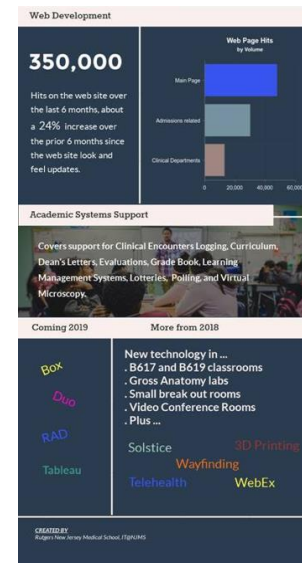 Web Development
350,000
Hits on the web site over
the last 6 months, about
a 24% increase over
the prior 6 months since
the web site look and
feel updates.
Web Page Hits
by Volume
Main Page
Admissions related
Clinical Departments
0 20,000 40,000 60,000
Academic Systems Support
Covers support for Clinical Encounters Logging, Curriculum,
Dean's Letters, Evaluations, Grade Book, Learning
Management Systems, Lotteries, Polling, and Virtual
Microscopy.
Coming 2019
Box
Duo
RAD
Tableau
More from 2018
New technology in ...
. B617 and B619 classrooms
. Gross Anatomy labs
. Small break out rooms
. Video Conference Rooms
. Plus ...
Solstice 3D Printing
Wayfinding
Telehealth WebEx
CREATED BY
Rutgers New Jersey Medical School, IT@NJMS